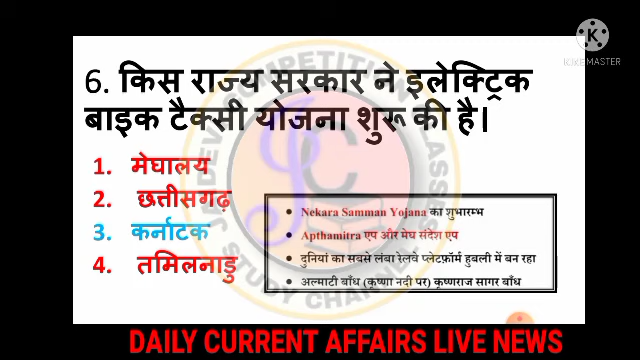 KINEMASTER
6. किस राज्य सरकार ने इलेक्ट्रिक
बाइक टैक्सी योजना शुरू की है।
1. मेघालय
2. छत्तीसगढ़
3. कर्नाटक
4. तमिलनाडु
• Nekara Samman Yojana का शुभारम्भ
• Apthamitra एप और मेघ संदेश एप
• दुनियां का सबसे लंबा रेलवे प्लेटफ़ॉर्म हुबली में बन रहा
• अल्माटी बाँध (कृष्णा नदी पर) कृष्णराज सागर बाँध
DAILY CURRENT AFFAIRS LIVE NEWS